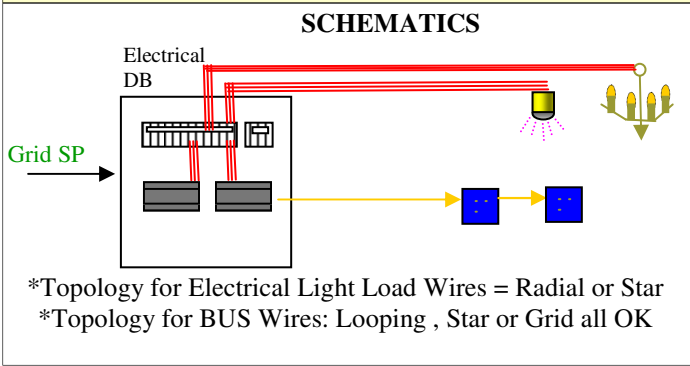 SCHEMATICS
Electrical
DB
Grid SP
*Topology for Electrical Light Load Wires = Radial or Star
*Topology for BUS Wires: Looping , Star or Grid all OK